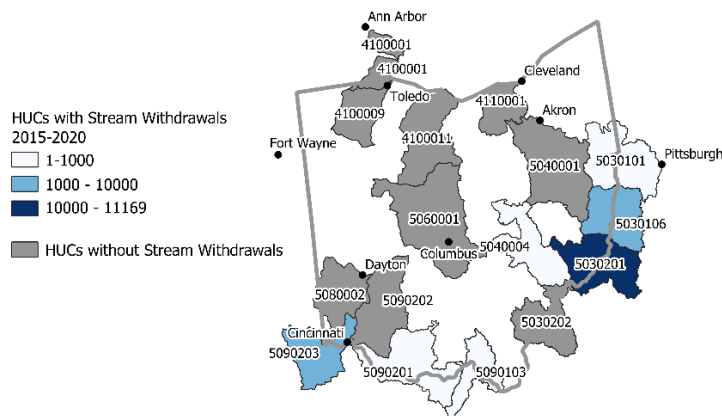 Ann Arbor
4100001
Cleveland
4100001
Toledo
4110001
HUCs with Stream Withdrawals
2015-2020
4100009
Akron
Fort Wayne
4100011
5030101
Pittsburgh
1-1000
5040001
1000 - 10000
10000 - 11169
5060001
5030106
HUCs without Stream Withdrawals
5040004
Columbus
5030201
Dayton
5080002
5090202
5030202
Cincinnati
5090203
5090201
5090103